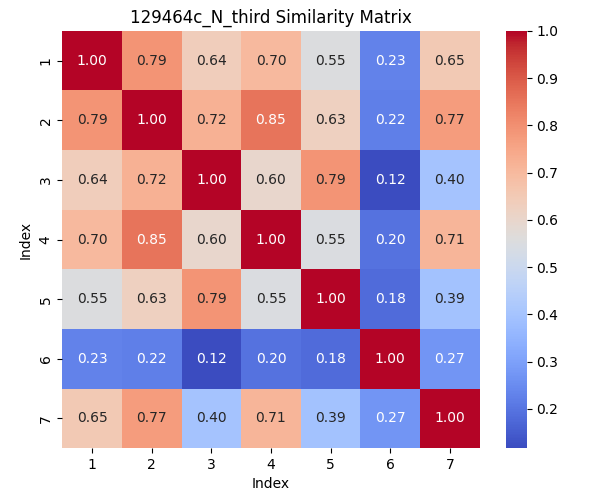 129464c_N_third Similarity Matrix
1 1.00 0.79 0.64 0.70 0.55 0.23 0.65
2 0.79 1.00 0.72 0.85 0.63 0.22 0.77
3 0.64 0.72 1.00 0.60 0.79 0.12 0.40
4 0.70 0.85 0.60 1.00 0.55 0.20 0.71
5 0.55 0.63 0.79 0.55 1.00 0.18 0.39
6 0.23 0.22 0.12 0.20 0.18 1.00 0.27
7 0.65 0.77 0.40 0.71 0.39 0.27 1.00
1 2 3 4 5 6 7
Index
Index
1.0
0.9
0.8
0.7
0.6
0.5
0.4
0.3
0.2